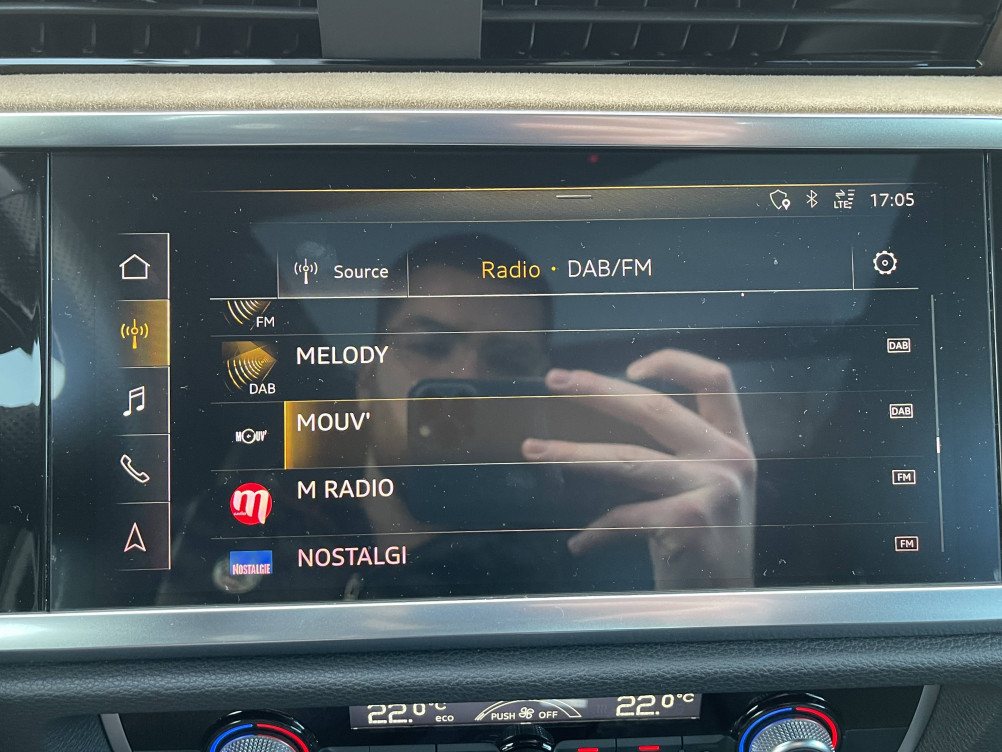 LTE 17:05
Source Radio • DAB/FM
FM
MELODY DAB
DAB
MOUV' DAB
MOUV'
M RADIO FM
m
NOSTALGI FM
NOSTALGIE
22.0°C eco PUSH OFF 22.0°C